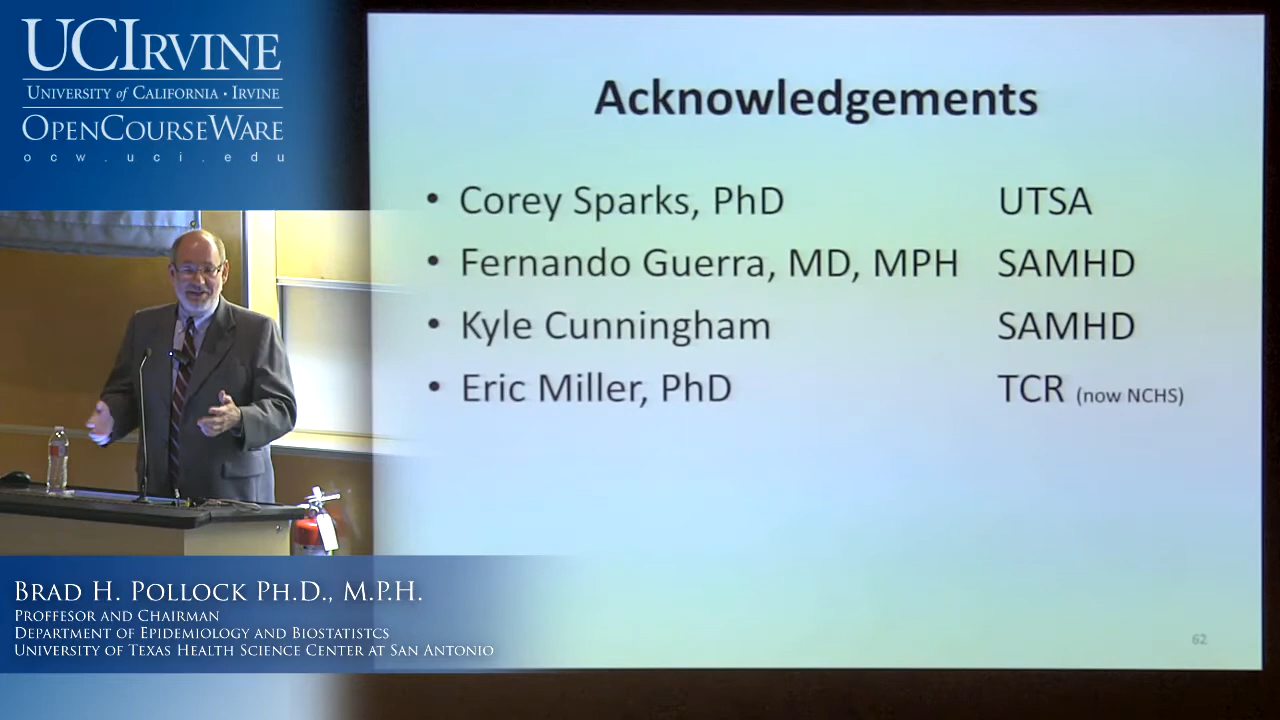 UCIRVINE
UNIVERSITY of CALIFORNIA • IRVINE
OPENCOURSEWARE
ocw.uci.edu
Acknowledgements
• Corey Sparks, PhD UTSA
• Fernando Guerra, MD, MPH SAMHD
• Kyle Cunningham SAMHD
• Eric Miller, PhD TCR (now NCHS)
62
BRAD H. POLLOCK PH.D., M.P.H.
PROFFESOR AND CHAIRMAN
DEPARTMENT OF EPIDEMIOLOGY AND BIOSTATISTCS
UNIVERSITY OF TEXAS HEALTH SCIENCE CENTER AT SAN ANTONIO